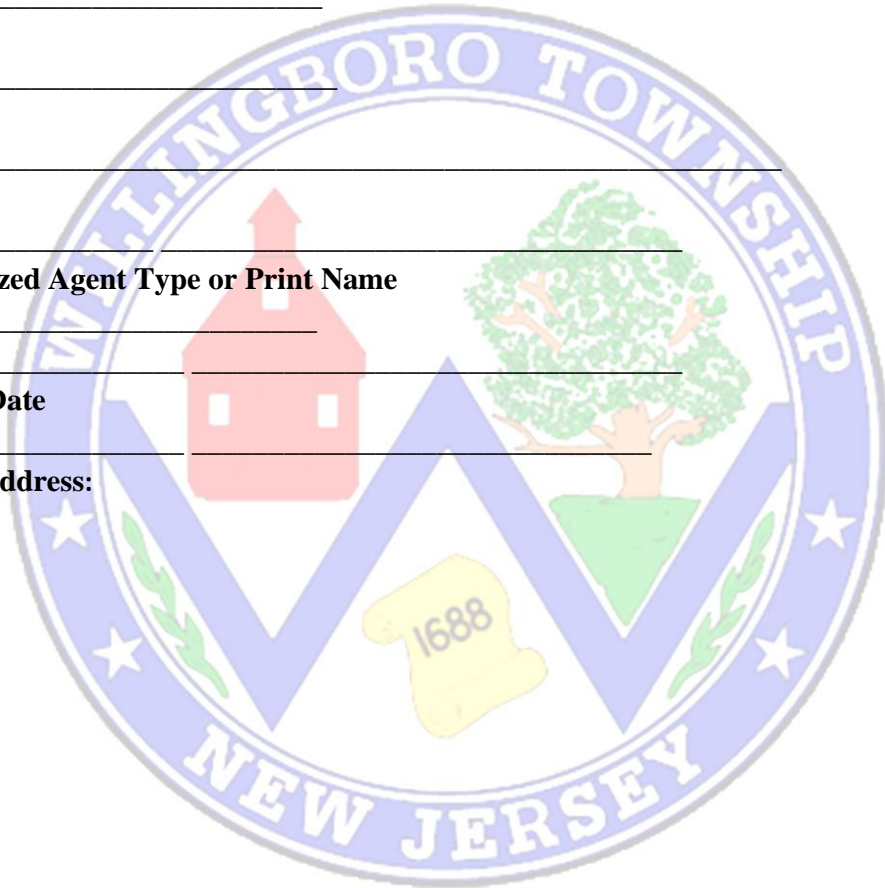 WILLINGBORO TOWNSHIP
zed Agent Type or Print Name
Date
ddress:
1688
NEW JERSEY